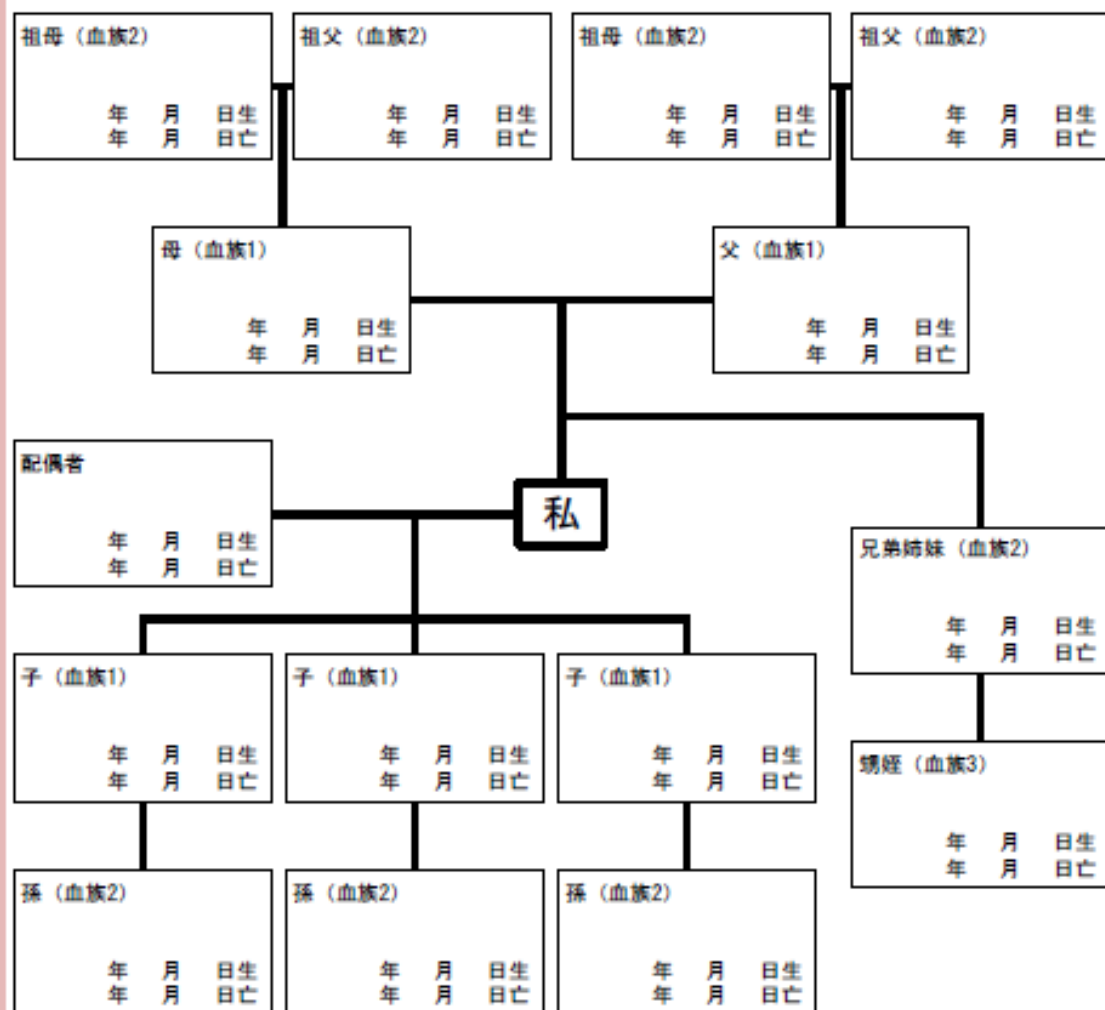 祖母（血族2）
年 月 日生
年 月 日亡
祖父（血族2）
年 月 日生
年 月 日亡
祖母（血族2）
年 月 日生
年 月 日亡
祖父（血族2）
年 月 日生
年 月 日亡
母（血族1）
年 月 日生
年 月 日亡
父（血族1）
年 月 日生
年 月 日亡
配偶者
年 月 日生
年 月 日亡
私
兄弟姉妹（血族2）
年 月 日生
年 月 日亡
子（血族1）
年 月 日生
年 月 日亡
子（血族1）
年 月 日生
年 月 日亡
子（血族1）
年 月 日生
年 月 日亡
甥姪（血族3）
年 月 日生
年 月 日亡
孫（血族2）
年 月 日生
年 月 日亡
孫（血族2）
年 月 日生
年 月 日亡
孫（血族2）
年 月 日生
年 月 日亡